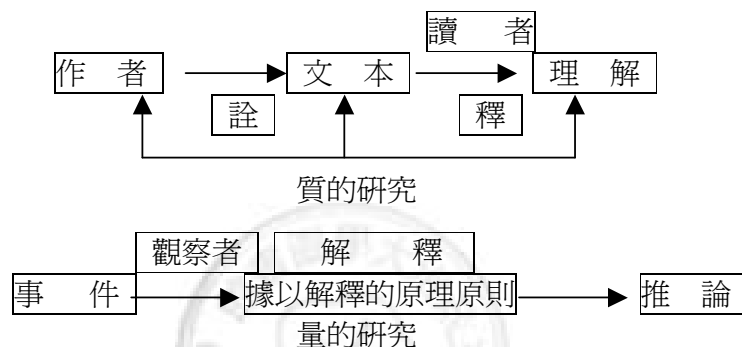 讀 者
作 者 文 本 理 解
詮 釋
質的研究
觀察者 解 釋
事 件 據以解釋的原理原則 推 論
量的研究